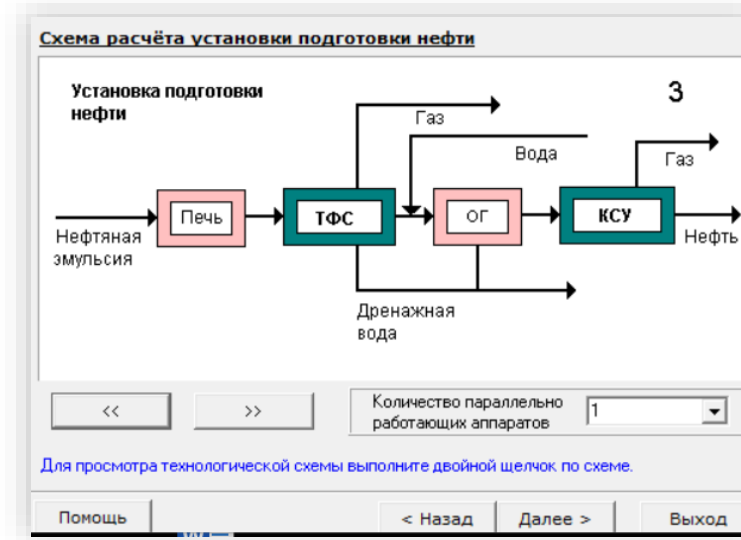 Схема расчёта установки подготовки нефти
Установка подготовки
нефти
3
Газ
Вода
Газ
Печь
ТФС
ОГ
КСУ
Нефтяная
эмульсия
Нефть
Дренажная
вода
<<
>>
Количество параллельно
работающих аппаратов
1
Для просмотра технологической схемы выполните двойной щелчок по схеме.
Помощь
< Назад
Далее >
Выход